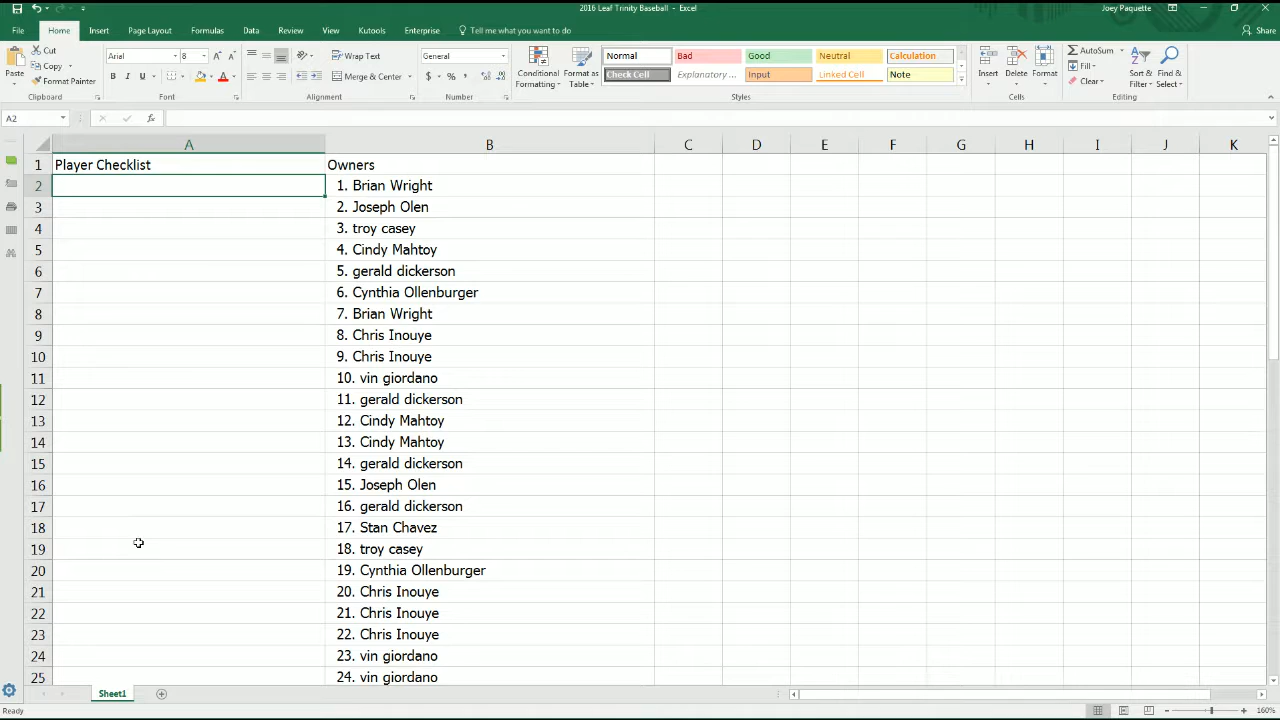 2016 Leaf Trinity Baseball - Excel
Joey Paquette
File Home Insert Page Layout Formulas Data Review View Kutools Enterprise Tell me what you want to do
Share
Cut
Copy
Format Painter
Paste
Clipboard
Arial 8
B I U
Font
Wrap Text
Merge & Center
Alignment
General
$ % ,
Number
Conditional Formatting
Format as Table
Normal Bad Good Neutral Calculation
Check Cell Explanatory ... Input Linked Cell Note
Styles
Insert Delete Format
Cells
AutoSum
Fill
Clear
Sort & Filter
Find & Select
Editing
A2
fx
A B C D E F G H I J K
1 Player Checklist Owners
2 1. Brian Wright
3 2. Joseph Olen
4 3. troy casey
5 4. Cindy Mahtoy
6 5. gerald dickerson
7 6. Cynthia Ollenburger
8 7. Brian Wright
9 8. Chris Inouye
10 9. Chris Inouye
11 10. vin giordano
12 11. gerald dickerson
13 12. Cindy Mahtoy
14 13. Cindy Mahtoy
15 14. gerald dickerson
16 15. Joseph Olen
17 16. gerald dickerson
18 17. Stan Chavez
19 18. troy casey
20 19. Cynthia Ollenburger
21 20. Chris Inouye
22 21. Chris Inouye
23 22. Chris Inouye
24 23. vin giordano
25 24. vin giordano
Sheet1
Ready
160%